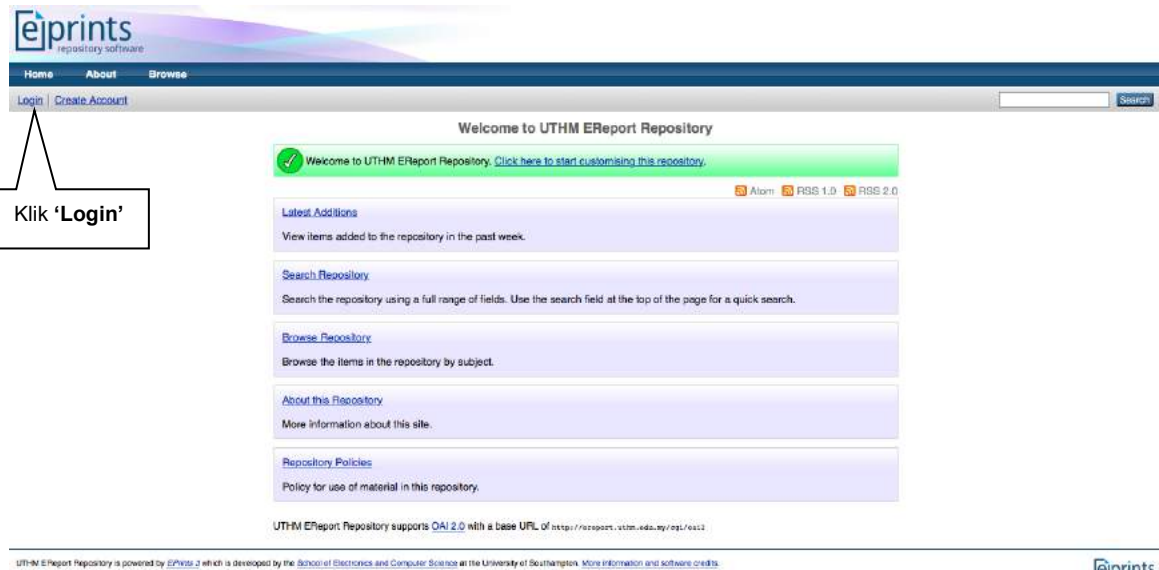 eprints
repository software
Home About Browse
Login | Create Account
Search
Klik 'Login'
Welcome to UTHM EReport Repository
Welcome to UTHM EReport Repository. Click here to start customising this repository.
Atom RSS 1.0 RSS 2.0
Latest Additions
View items added to the repository in the past week.
Search Repository
Search the repository using a full range of fields. Use the search field at the top of the page for a quick search.
Browse Repository
Browse the items in the repository by subject.
About this Repository
More information about this site.
Repository Policies
Policy for use of material in this repository.
UTHM EReport Repository supports OAI 2.0 with a base URL of http://ereport.uthm.edu.my/cgi/oai2
UTHM EReport Repository is powered by EPrints 3 which is developed by the School of Electronics and Computer Science at the University of Southampton. More information and software credits.
eprints